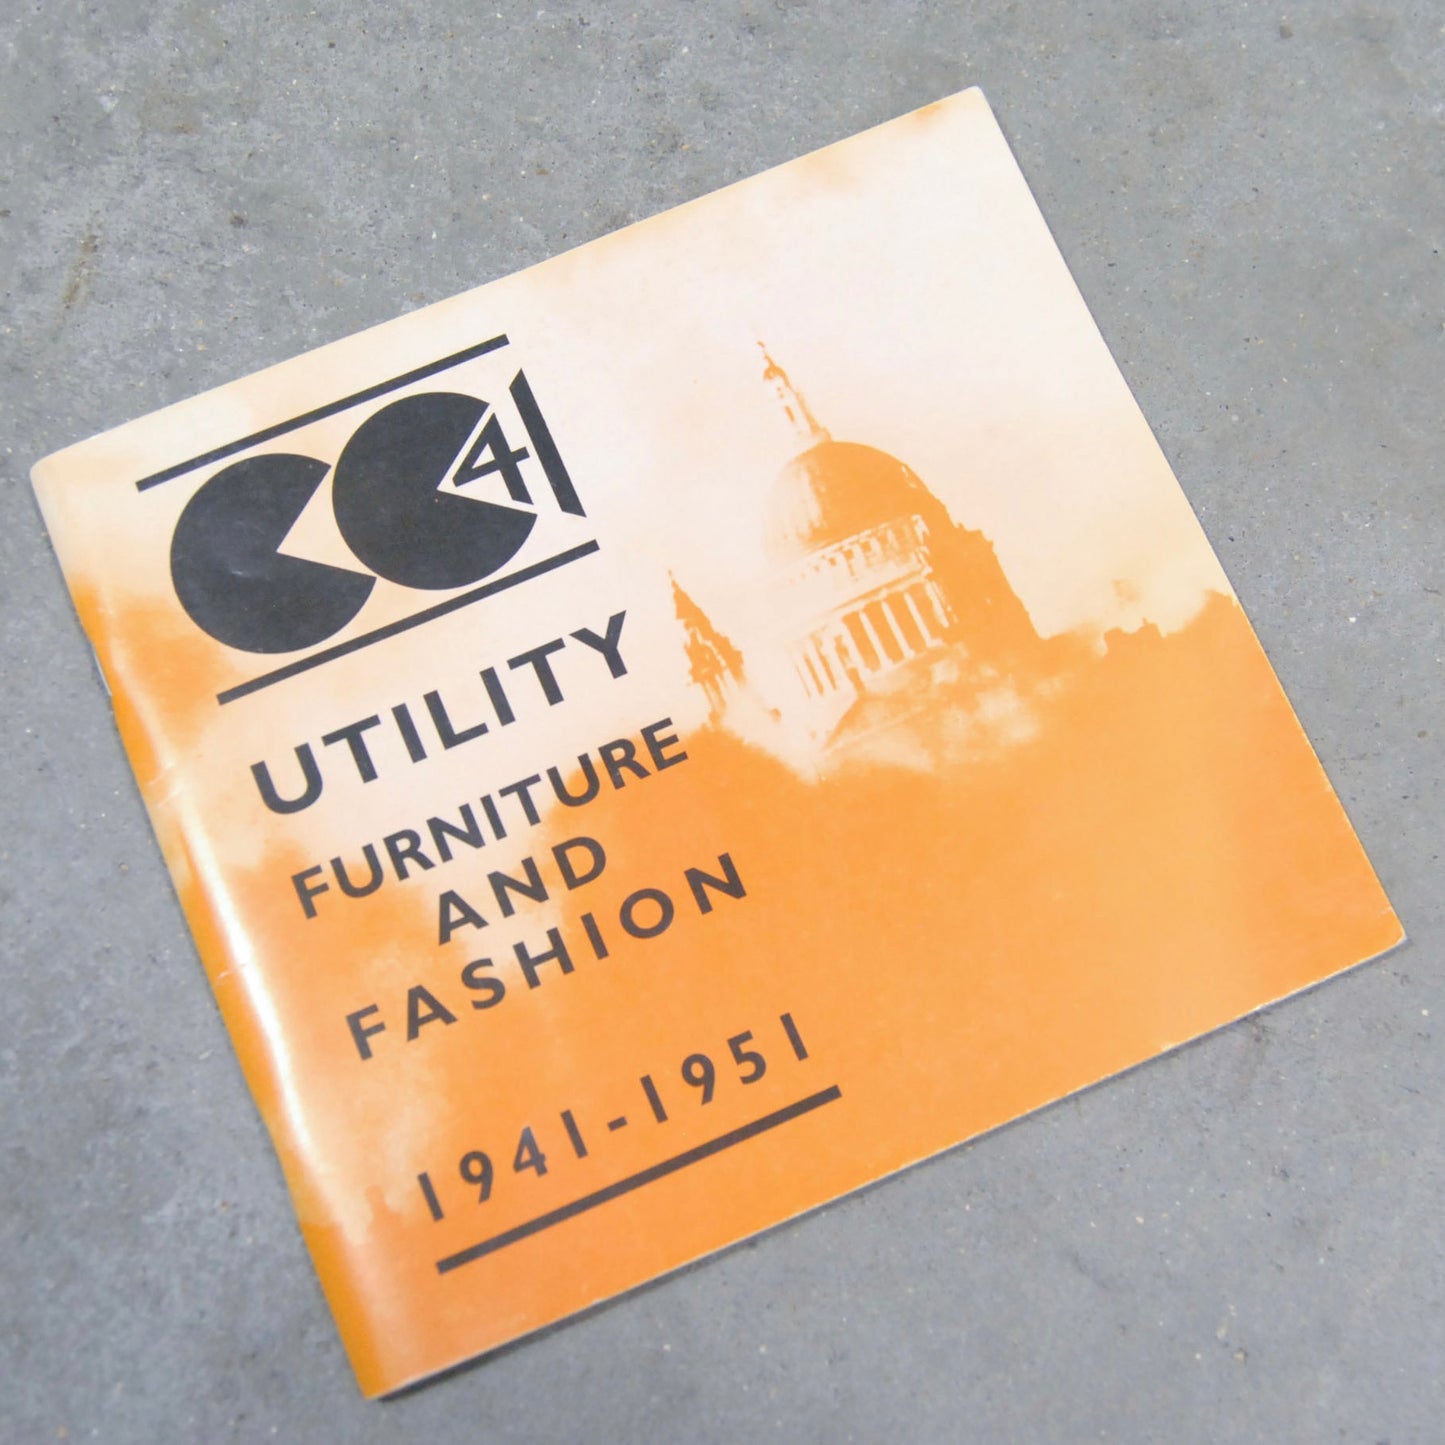 CC41
UTILITY
FURNITURE
AND
FASHION
1941-1951